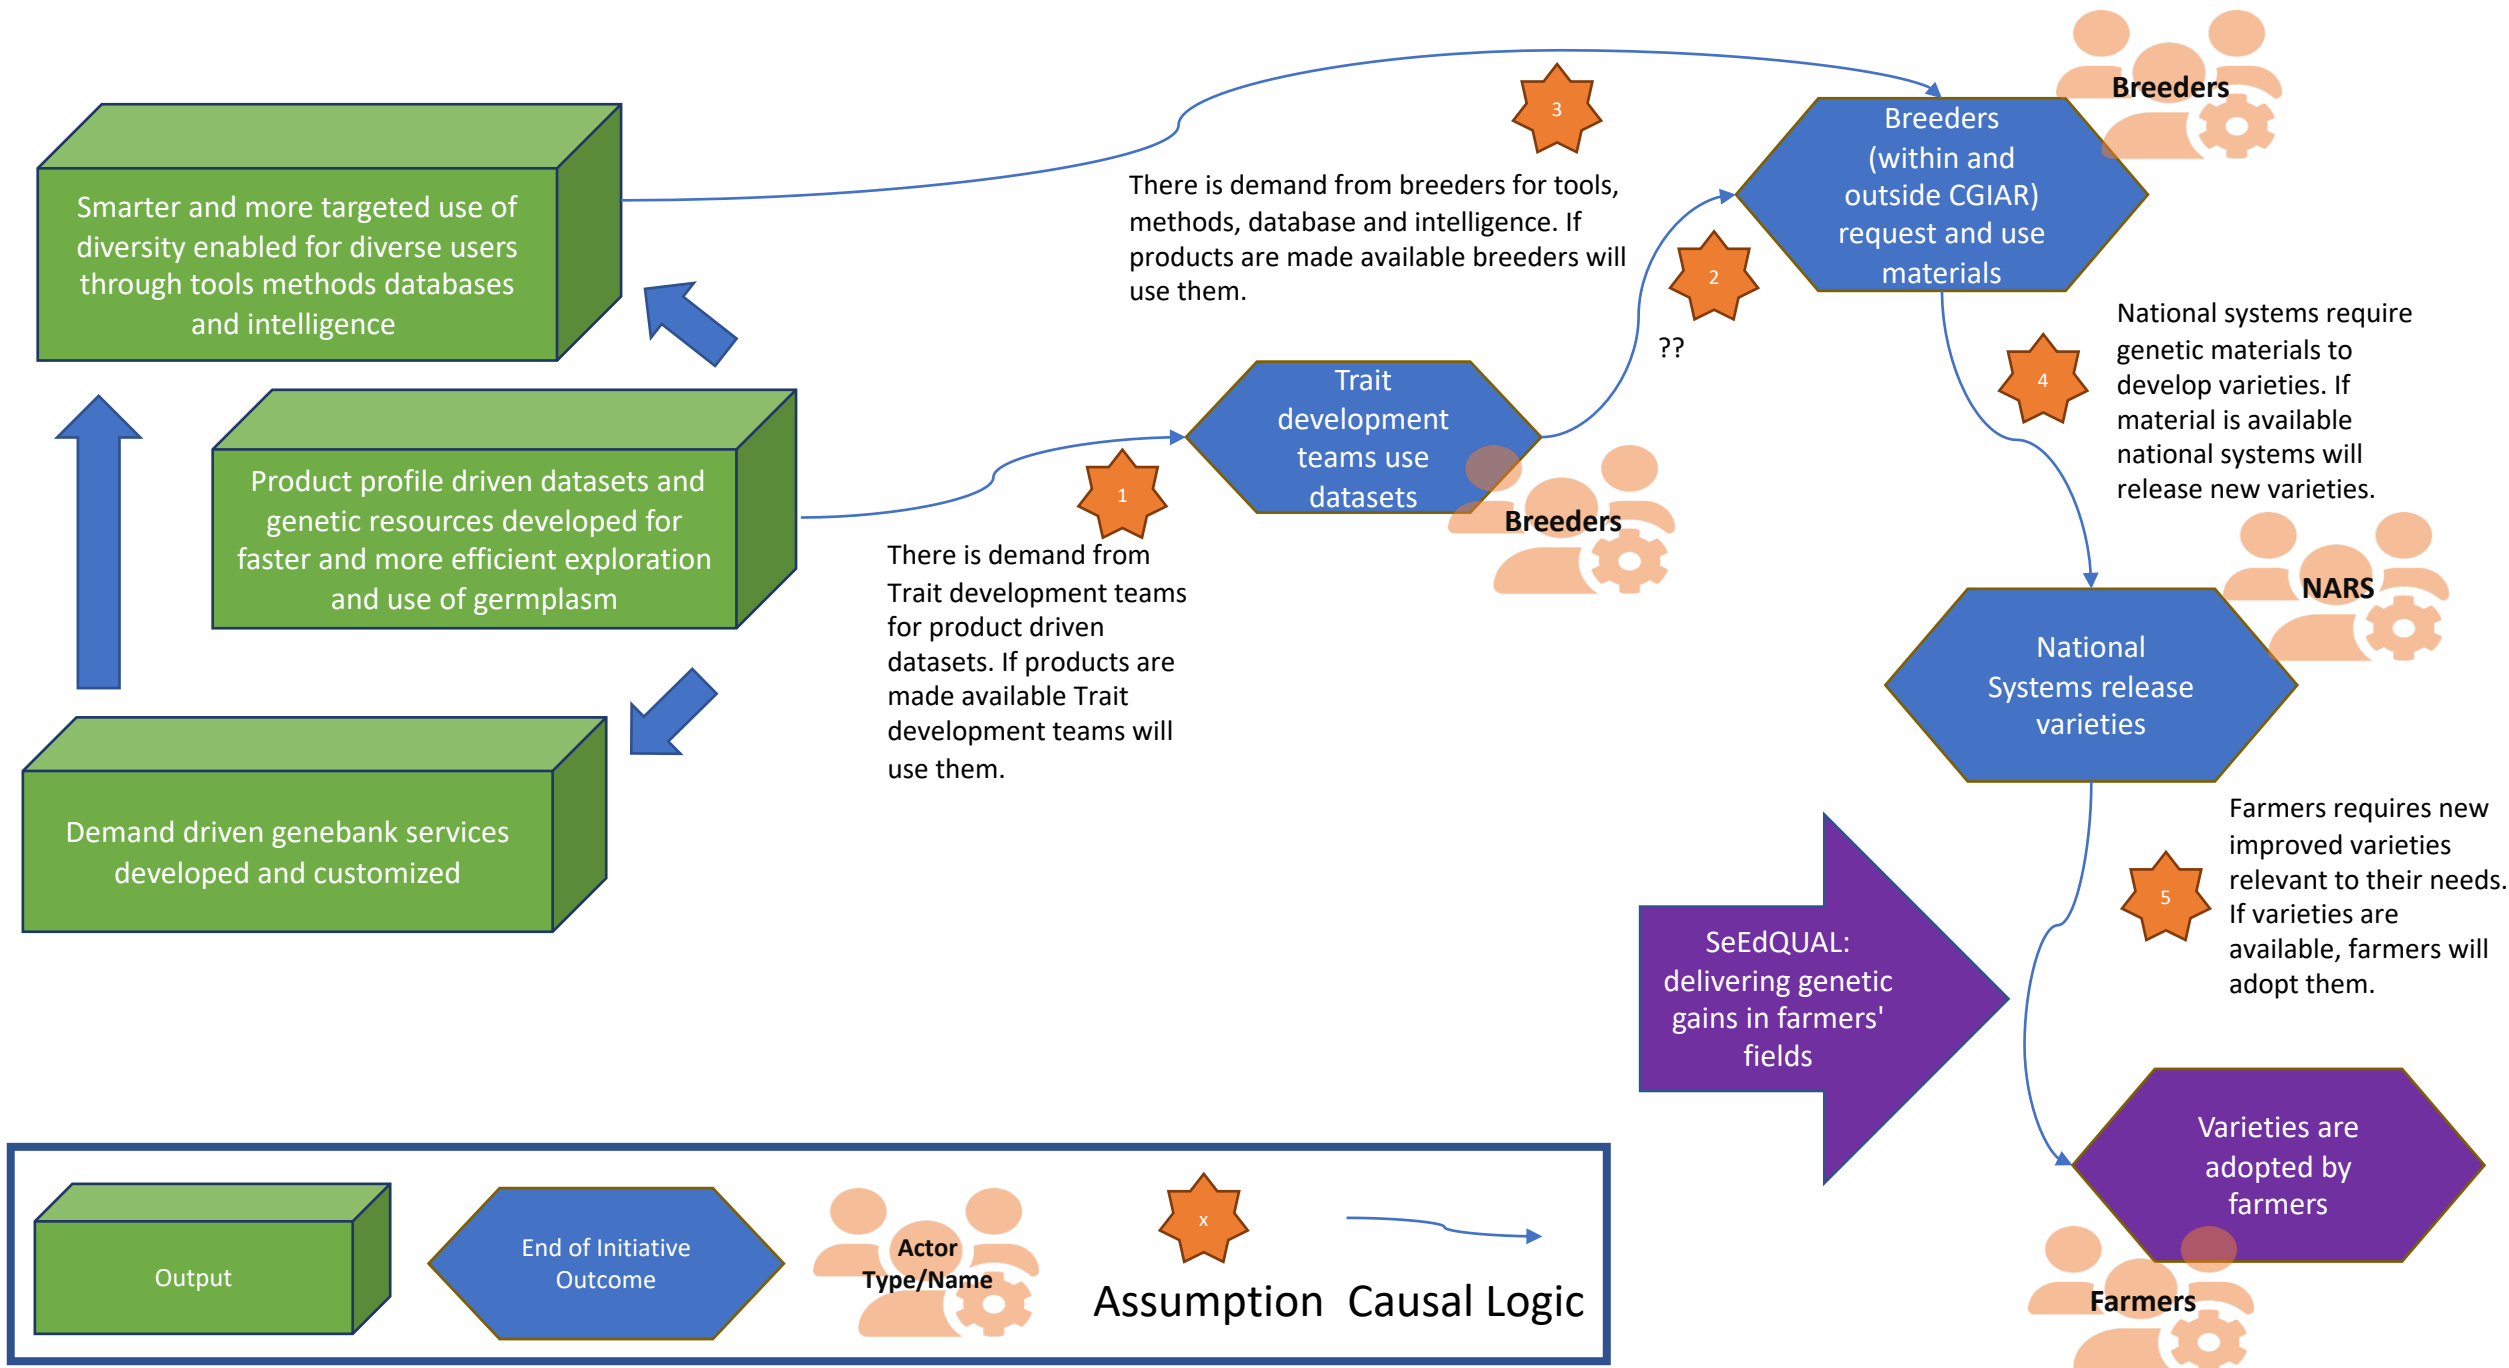 Smarter and more targeted use of
diversity enabled for diverse users
through tools methods databases
and intelligence
Product profile driven datasets and
genetic resources developed for
faster and more efficient exploration
and use of germplasm
Demand driven genebank services
developed and customized
1
There is demand from
Trait development teams
for product driven
datasets. If products are
made available Trait
development teams will
use them.
Trait
development
teams use
datasets
Breeders
2
??
3
There is demand from breeders for tools,
methods, database and intelligence. If
products are made available breeders will
use them.
Breeders
(within and
outside CGIAR)
request and use
materials
Breeders
4
National systems require
genetic materials to
develop varieties. If
material is available
national systems will
release new varieties.
NARS
National
Systems release
varieties
5
Farmers requires new
improved varieties
relevant to their needs.
If varieties are
available, farmers will
adopt them.
SeEdQUAL:
delivering genetic
gains in farmers'
fields
Varieties are
adopted by
farmers
Farmers
Output
End of Initiative
Outcome
Actor
Type/Name
x
Assumption
Causal Logic